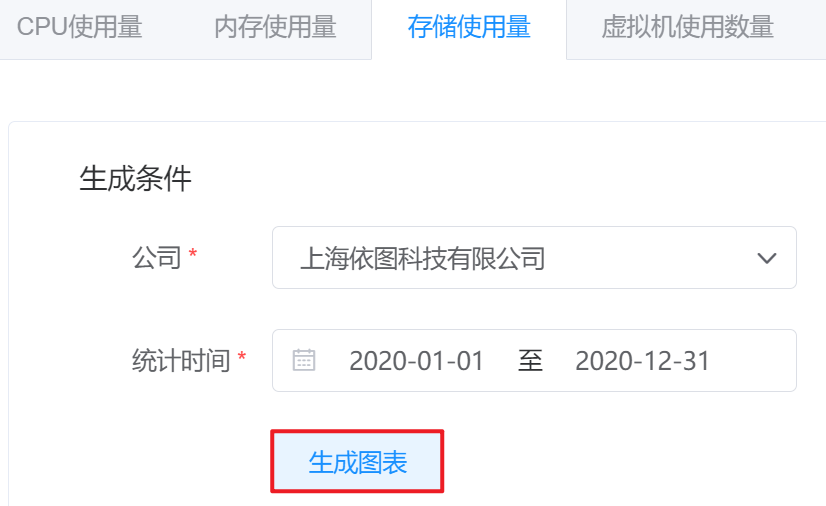 CPU使用量 内存使用量 存储使用量 虚拟机使用数量
生成条件
公司 * 上海依图科技有限公司
统计时间 * 2020-01-01 至 2020-12-31
生成图表